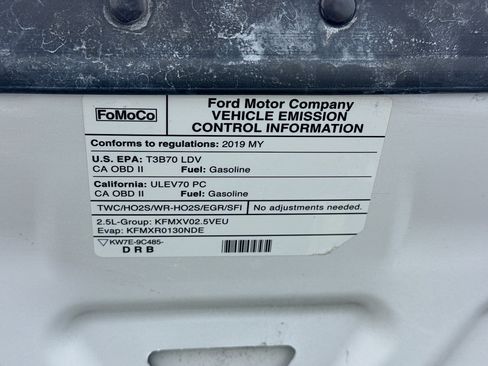 FoMoCo
Ford Motor Company
VEHICLE EMISSION
CONTROL INFORMATION
Conforms to regulations: 2019 MY
U.S. EPA: T3B70 LDV
CA OBD II Fuel: Gasoline
California: ULEV70 PC
CA OBD II Fuel: Gasoline
TWC/HO2S/WR-HO2S/EGR/SFI No adjustments needed.
2.5L-Group: KFMXV02.5VEU
Evap: KFMXR0130NDE
KW7E-9C485-
D R B